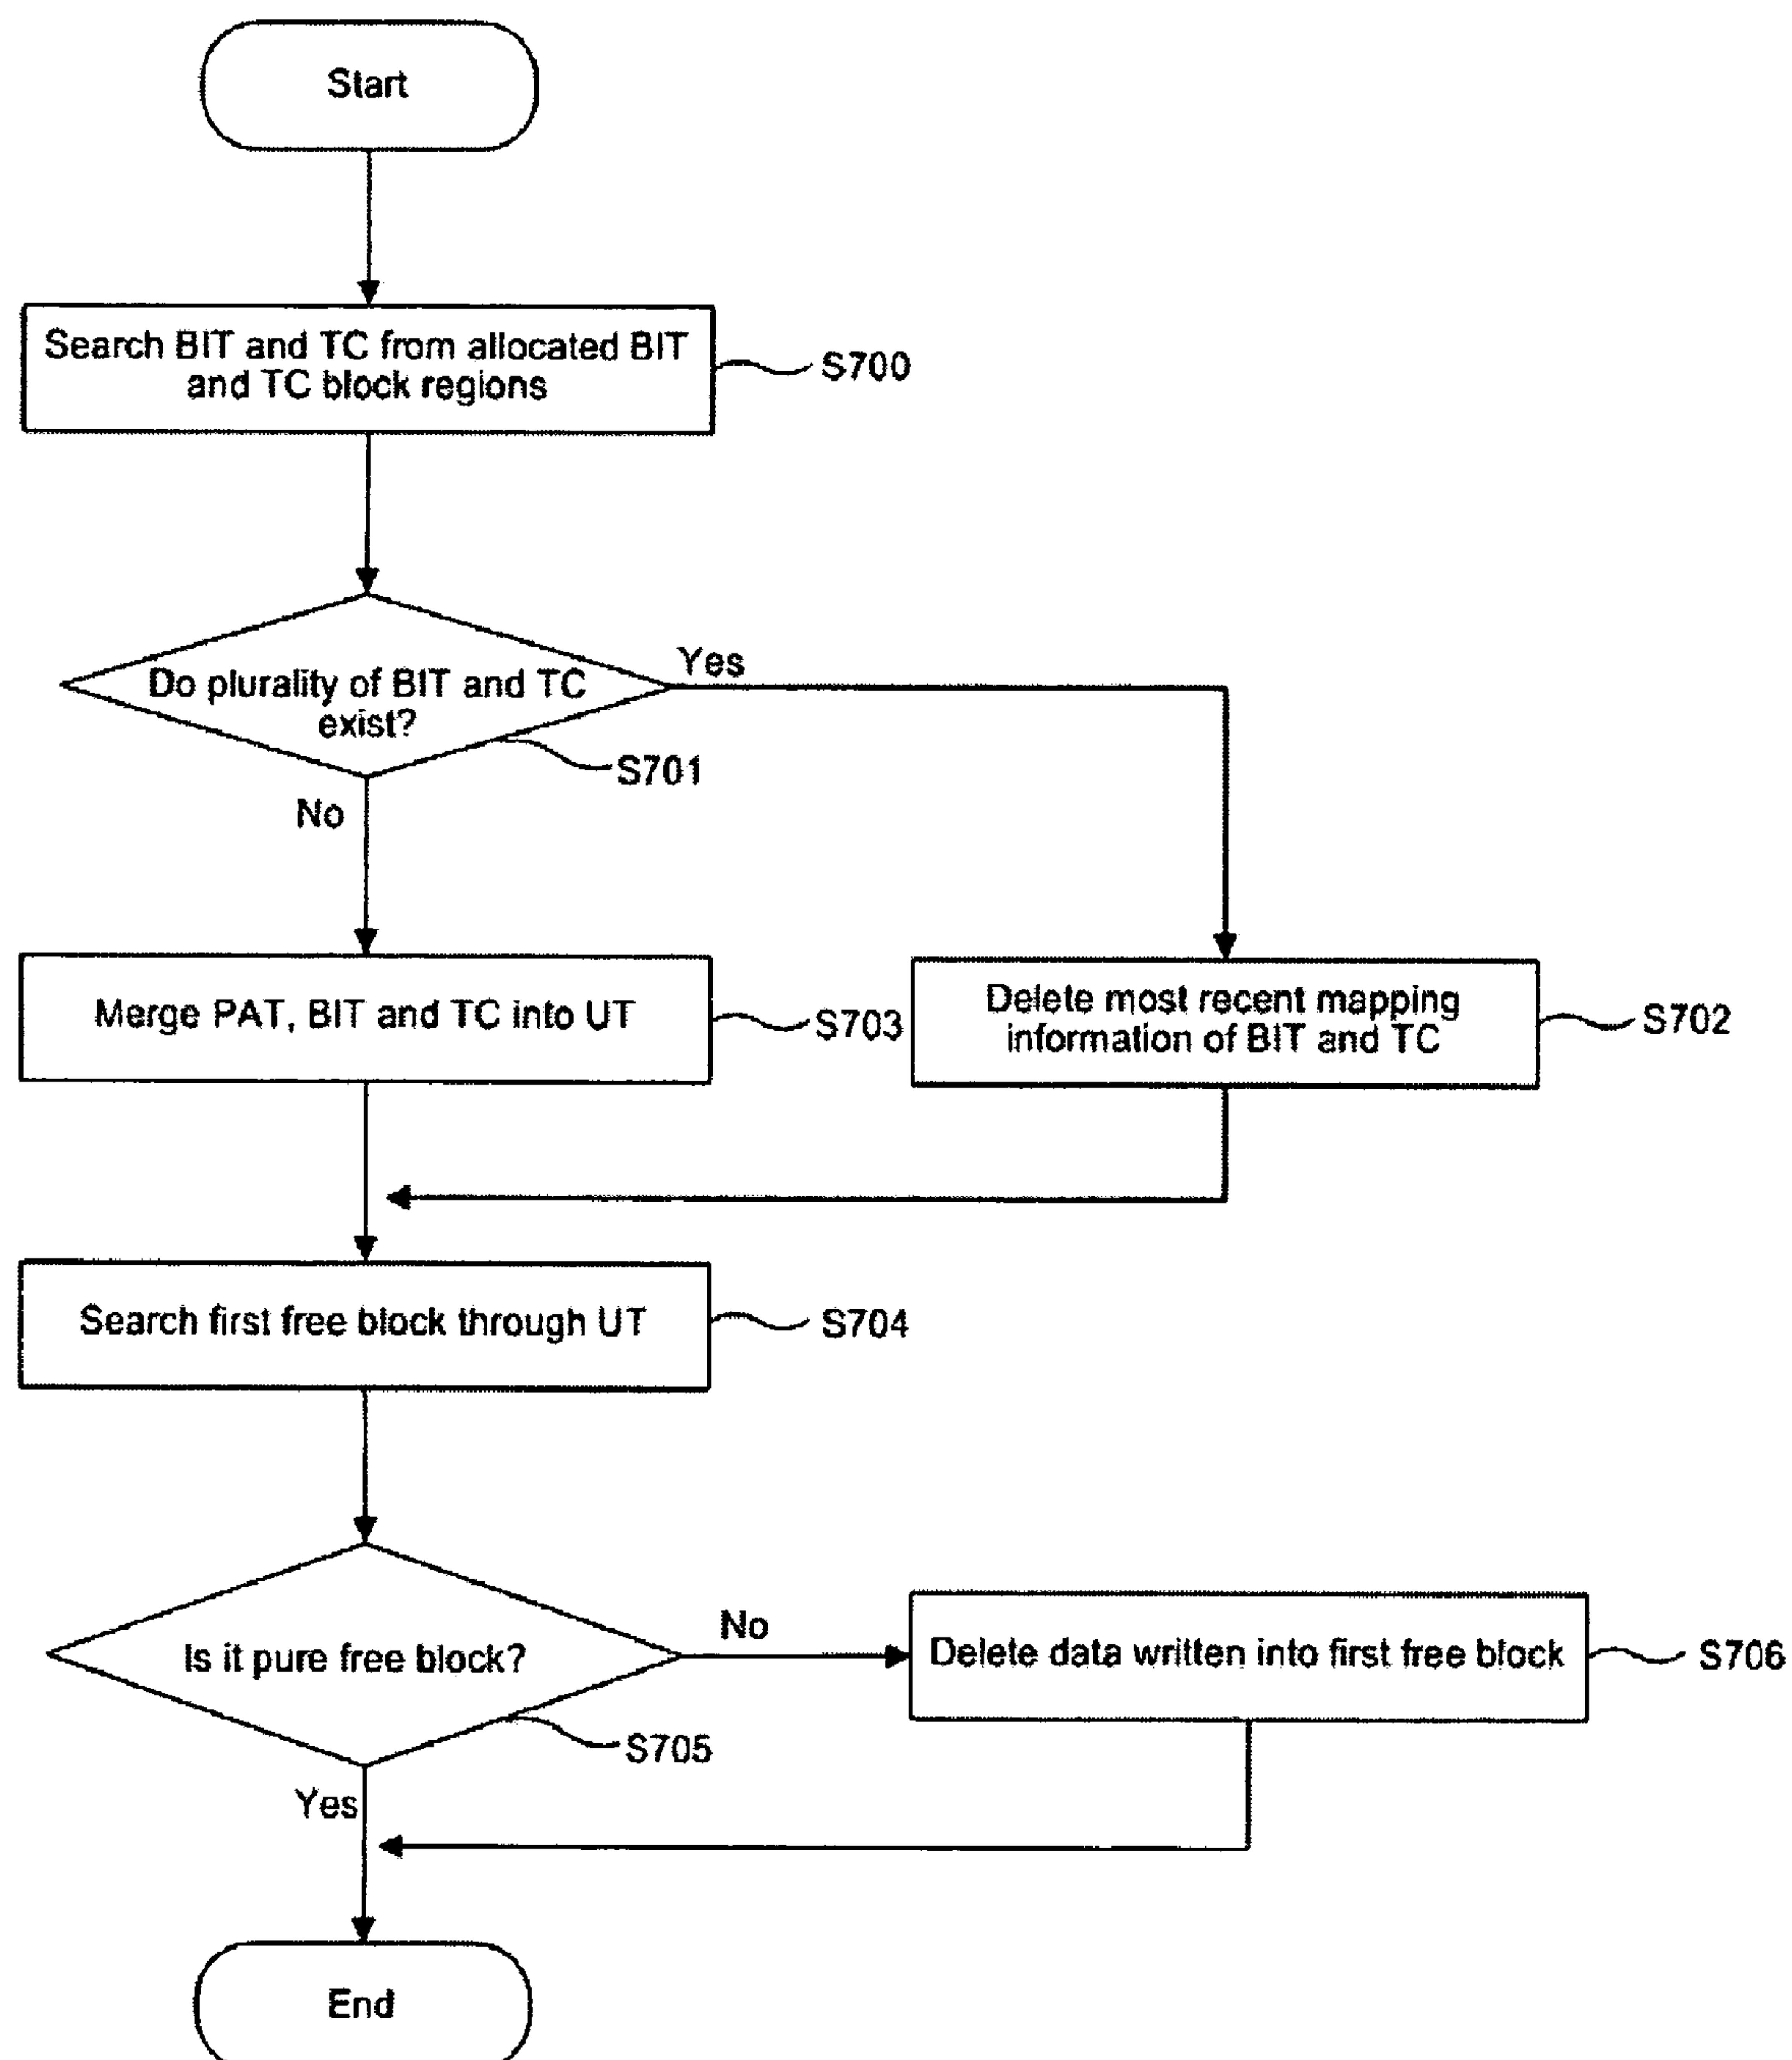 Start
Search BIT and TC from allocated BIT
and TC block regions
S700
Do plurality of BIT and TC
exist?
Yes
S701
No
Merge PAT, BIT and TC into UT
S703
Delete most recent mapping
information of BIT and TC
S702
Search first free block through UT
S704
Is it pure free block?
No
Delete data written into first free block
S706
S705
Yes
End